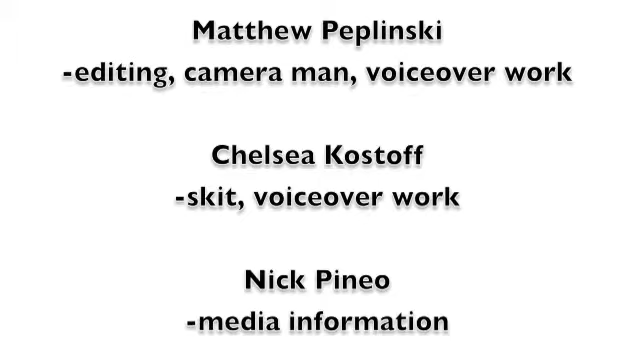 Matthew Peplinski
-editing, camera man, voiceover work
Chelsea Kostoff
-skit, voiceover work
Nick Pineo
-media information